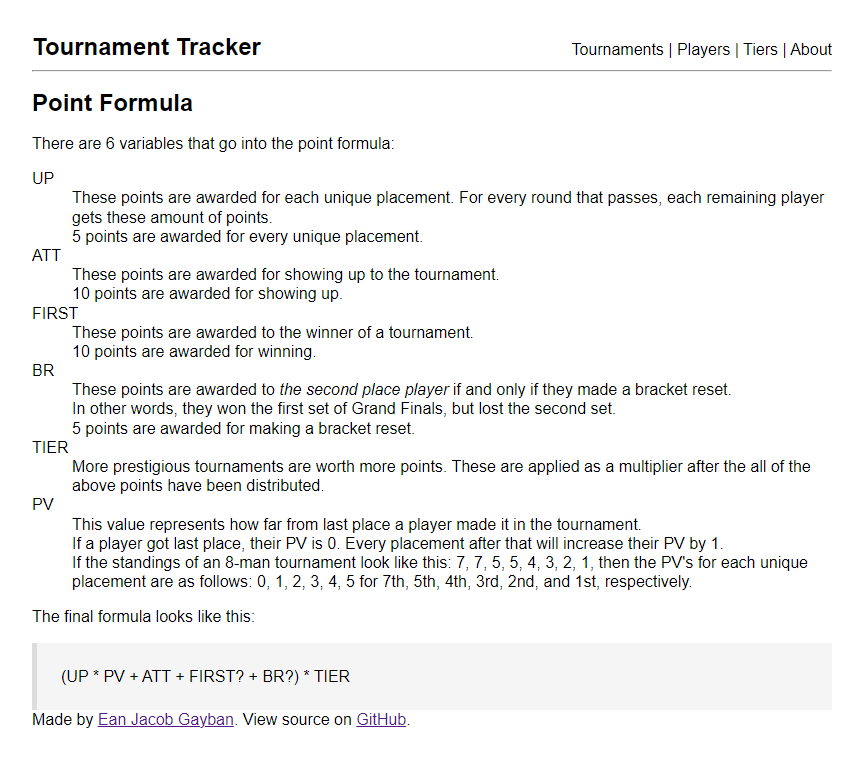 Tournament Tracker
Tournaments | Players | Tiers | About
Point Formula
There are 6 variables that go into the point formula:
UP
These points are awarded for each unique placement. For every round that passes, each remaining player
gets these amount of points.
5 points are awarded for every unique placement.
ATT
These points are awarded for showing up to the tournament.
10 points are awarded for showing up.
FIRST
These points are awarded to the winner of a tournament.
10 points are awarded for winning.
BR
These points are awarded to the second place player if and only if they made a bracket reset.
In other words, they won the first set of Grand Finals, but lost the second set.
5 points are awarded for making a bracket reset.
TIER
More prestigious tournaments are worth more points. These are applied as a multiplier after the all of the
above points have been distributed.
PV
This value represents how far from last place a player made it in the tournament.
If a player got last place, their PV is 0. Every placement after that will increase their PV by 1.
If the standings of an 8-man tournament look like this: 7, 7, 5, 5, 4, 3, 2, 1, then the PV's for each unique
placement are as follows: 0, 1, 2, 3, 4, 5 for 7th, 5th, 4th, 3rd, 2nd, and 1st, respectively.
The final formula looks like this:
(UP * PV + ATT + FIRST? + BR?) * TIER
Made by Ean Jacob Gayban. View source on GitHub.